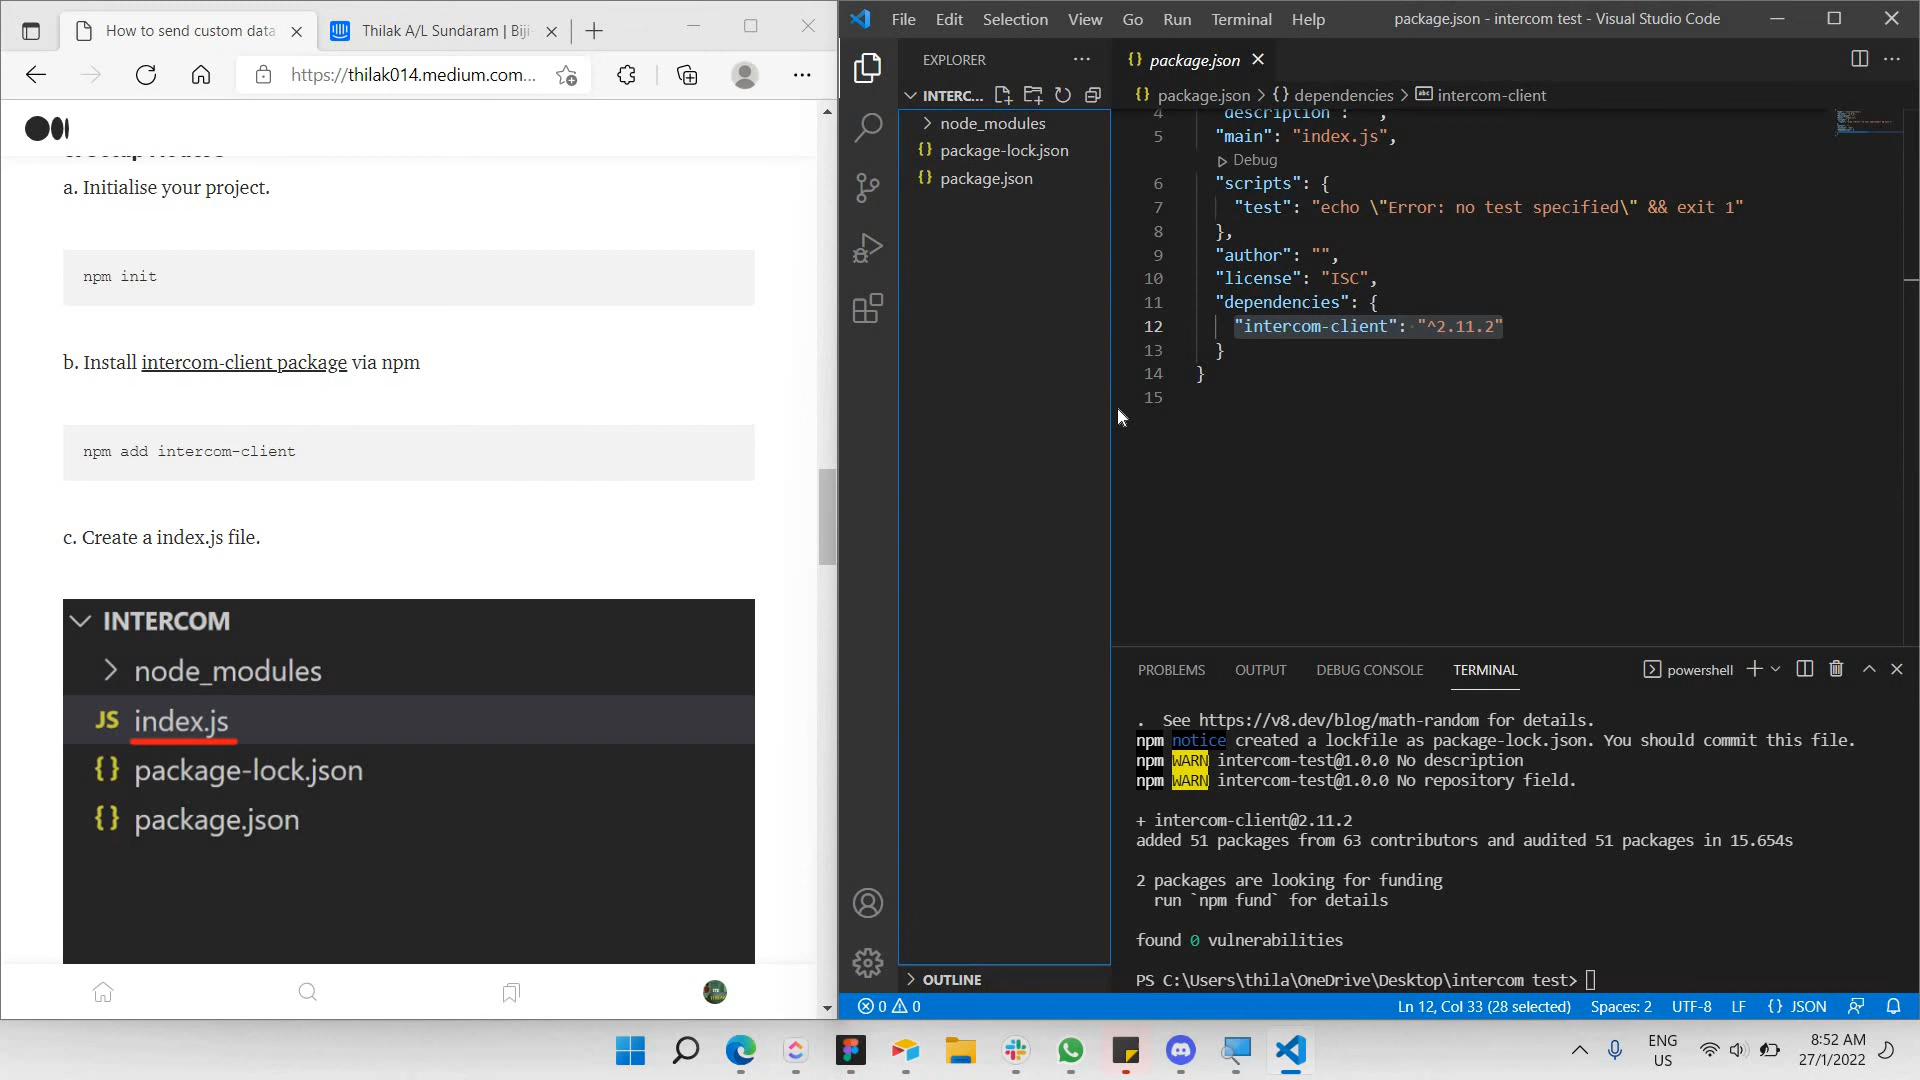 How to send custom data
Thilak A/L Sundaram | Biji
https://thilak014.medium.com...
a. Initialise your project.
npm init
b. Install intercom-client package via npm
npm add intercom-client
c. Create a index.js file.
INTERCOM
node_modules
JS index.js
{} package-lock.json
{} package.json
File Edit Selection View Go Run Terminal Help
package.json - intercom test - Visual Studio Code
EXPLORER
INTERC...
node_modules
{} package-lock.json
{} package.json
OUTLINE
{} package.json
{} package.json > {} dependencies > abc intercom-client
4 "description": "",
5 "main": "index.js",
Debug
6 "scripts": {
7 "test": "echo \"Error: no test specified\" && exit 1"
8 },
9 "author": "",
10 "license": "ISC",
11 "dependencies": {
12 "intercom-client": "^2.11.2"
13 }
14 }
15
PROBLEMS OUTPUT DEBUG CONSOLE TERMINAL
powershell
. See https://v8.dev/blog/math-random for details.
npm notice created a lockfile as package-lock.json. You should commit this file.
npm WARN intercom-test@1.0.0 No description
npm WARN intercom-test@1.0.0 No repository field.
+ intercom-client@2.11.2
added 51 packages from 63 contributors and audited 51 packages in 15.654s
2 packages are looking for funding
run `npm fund` for details
found 0 vulnerabilities
PS C:\Users\thila\OneDrive\Desktop\intercom test>
0 0
Ln 12, Col 33 (28 selected) Spaces: 2 UTF-8 LF {} JSON
ENG
US
8:52 AM
27/1/2022